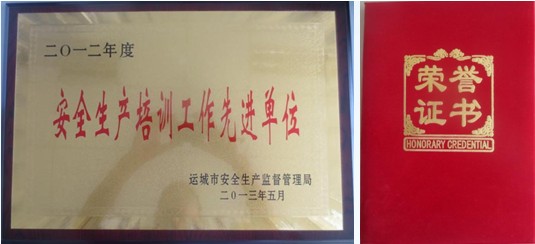 二〇一二年度
安全生产培训工作先进单位
运城市安全生产监督管理局
二〇一三年五月
荣誉
证书
HONORARY CREDENTIAL